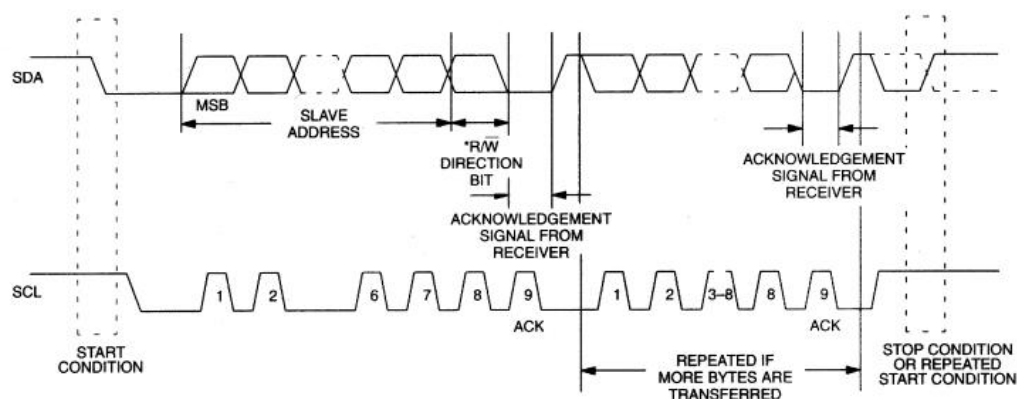 SDA
MSB
SLAVE
ADDRESS
*R/W̅
DIRECTION
BIT
ACKNOWLEDGEMENT
SIGNAL FROM
RECEIVER
ACKNOWLEDGEMENT
SIGNAL FROM
RECEIVER
SCL
1 2 6 7 8 9 1 2 3–8 8 9
ACK ACK
START
CONDITION
REPEATED IF
MORE BYTES ARE
TRANSFERRED
STOP CONDITION
OR REPEATED
START CONDITION